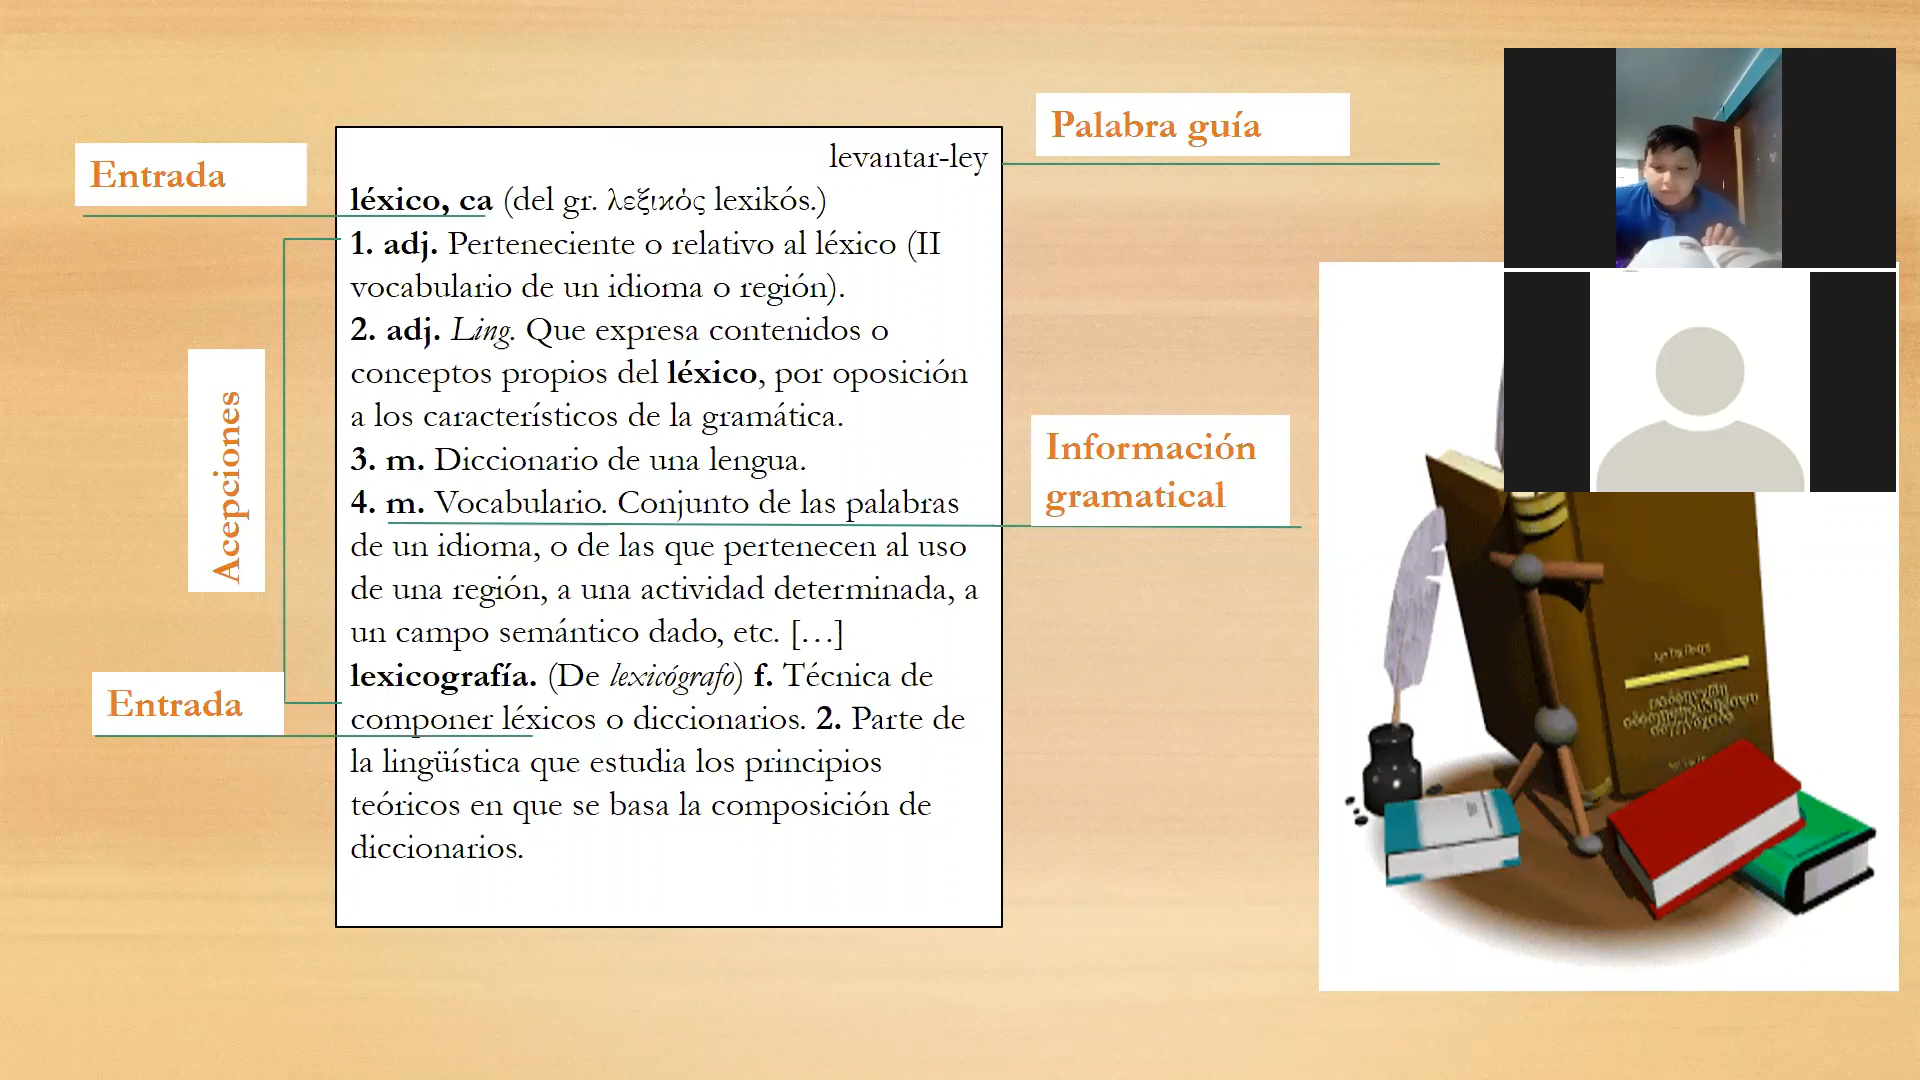 Palabra guía
Entrada
levantar-ley
léxico, ca (del gr. λεξικὀς lexikós.)
1. adj. Perteneciente o relativo al léxico (II
vocabulario de un idioma o región).
2. adj. Ling. Que expresa contenidos o
conceptos propios del léxico, por oposición
a los característicos de la gramática.
3. m. Diccionario de una lengua.
4. m. Vocabulario. Conjunto de las palabras
de un idioma, o de las que pertenecen al uso
de una región, a una actividad determinada, a
un campo semántico dado, etc. […]
lexicografía. (De lexicógrafo) f. Técnica de
componer léxicos o diccionarios. 2. Parte de
la lingüística que estudia los principios
teóricos en que se basa la composición de
diccionarios.
Acepciones
Información
gramatical
Entrada